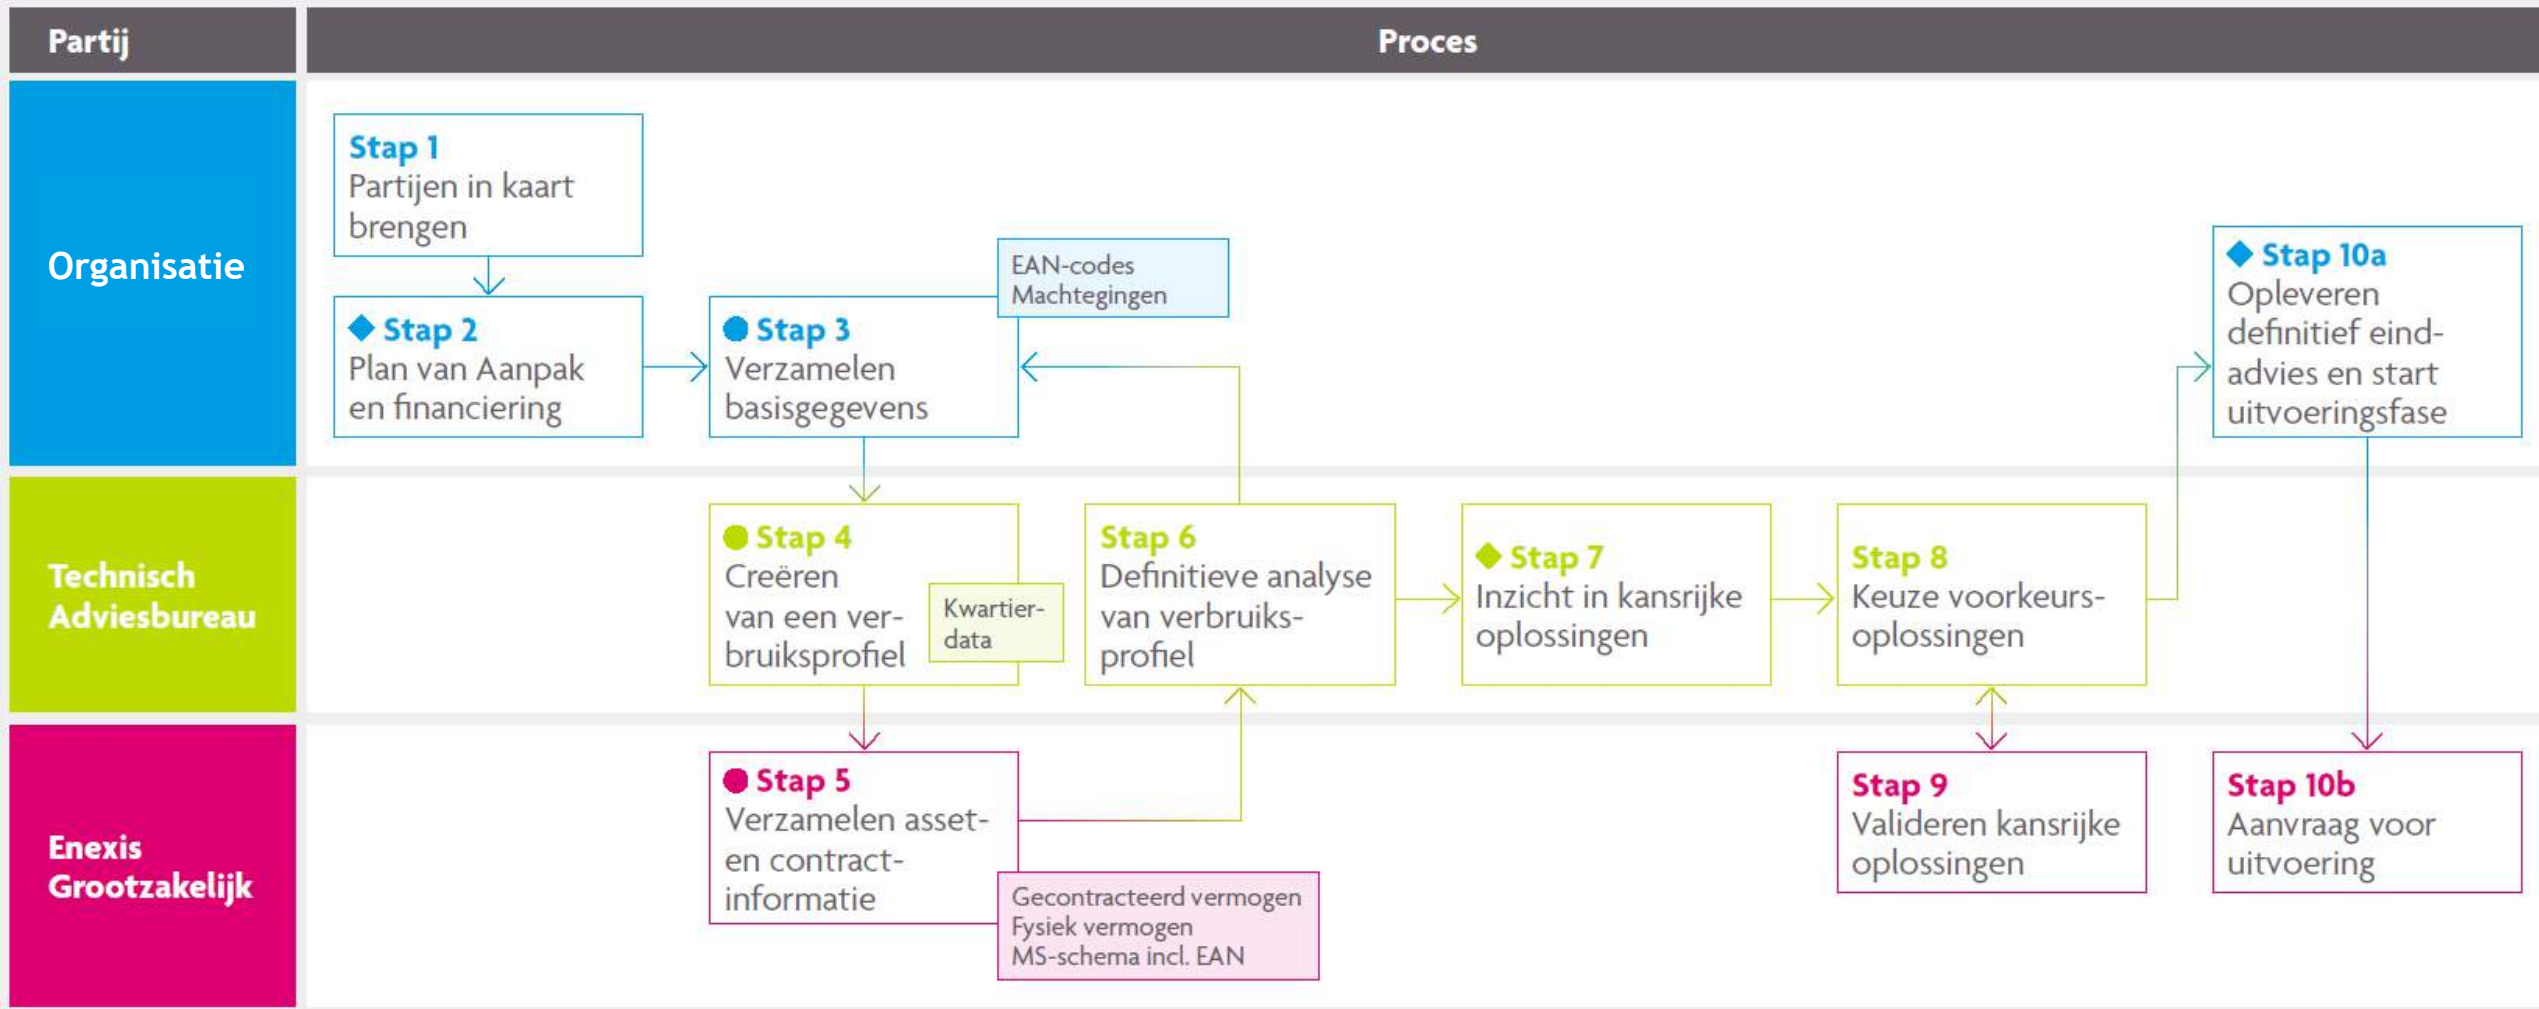 Partij
Proces
Organisatie
Stap 1
Partijen in kaart
brengen
Stap 2
Plan van Aanpak
en financiering
Stap 3
Verzamelen
basisgegevens
EAN-codes
Machtegingen
Stap 10a
Opleveren
definitief eind-
advies en start
uitvoeringsfase
Technisch
Adviesbureau
Stap 4
Creëren
van een ver-
bruiksprofiel
Kwartier-
data
Stap 6
Definitieve analyse
van verbruiks-
profiel
Stap 7
Inzicht in kansrijke
oplossingen
Stap 8
Keuze voorkeurs-
oplossingen
Enexis
Grootzakelijk
Stap 5
Verzamelen asset-
en contract-
informatie
Gecontracteerd vermogen
Fysiek vermogen
MS-schema incl. EAN
Stap 9
Valideren kansrijke
oplossingen
Stap 10b
Aanvraag voor
uitvoering